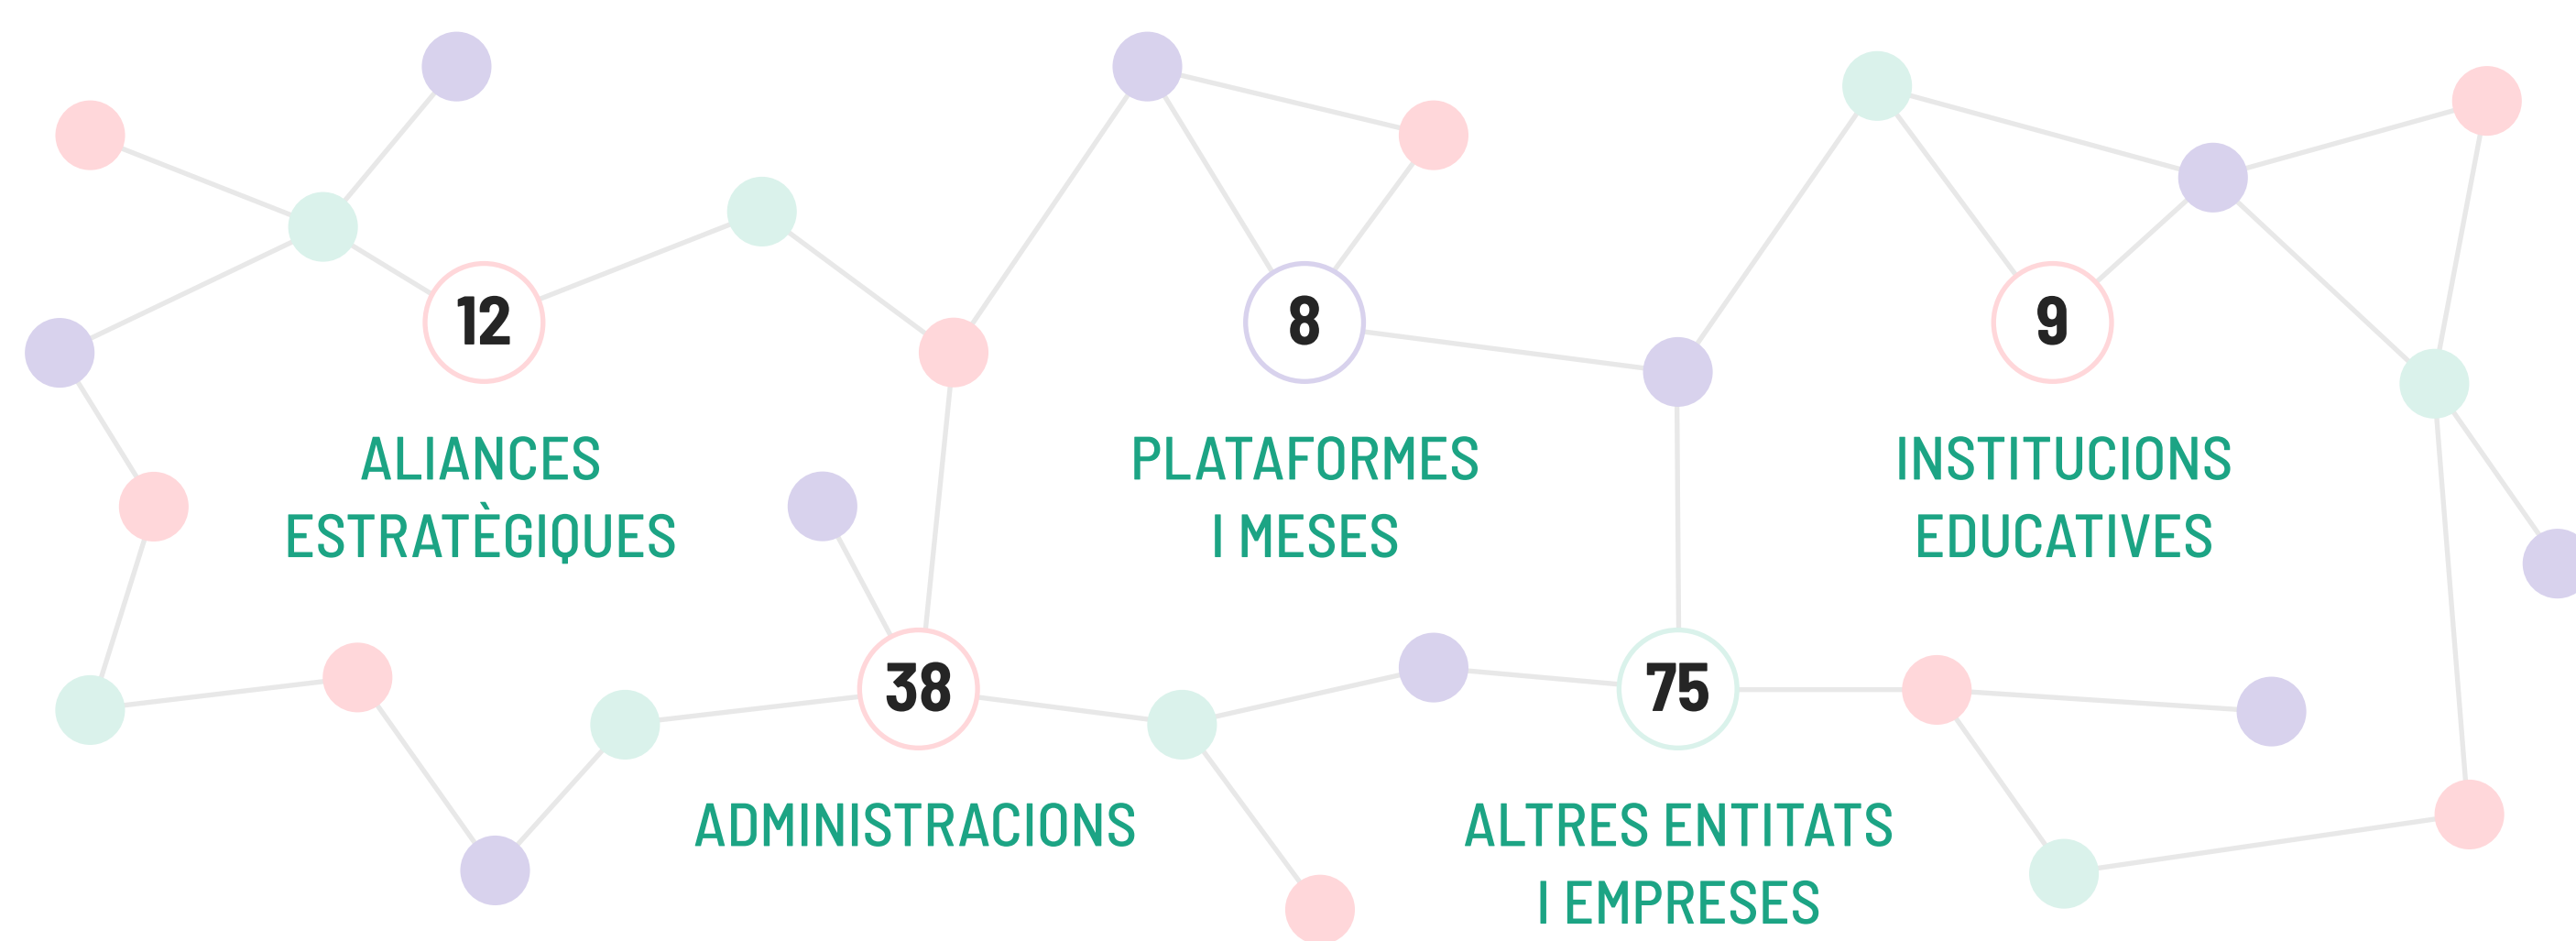 12
ALIANCES
ESTRATÈGIQUES
8
PLATAFORMES
I MESES
9
INSTITUCIONS
EDUCATIVES
38
ADMINISTRACIONS
75
ALTRES ENTITATS
I EMPRESES